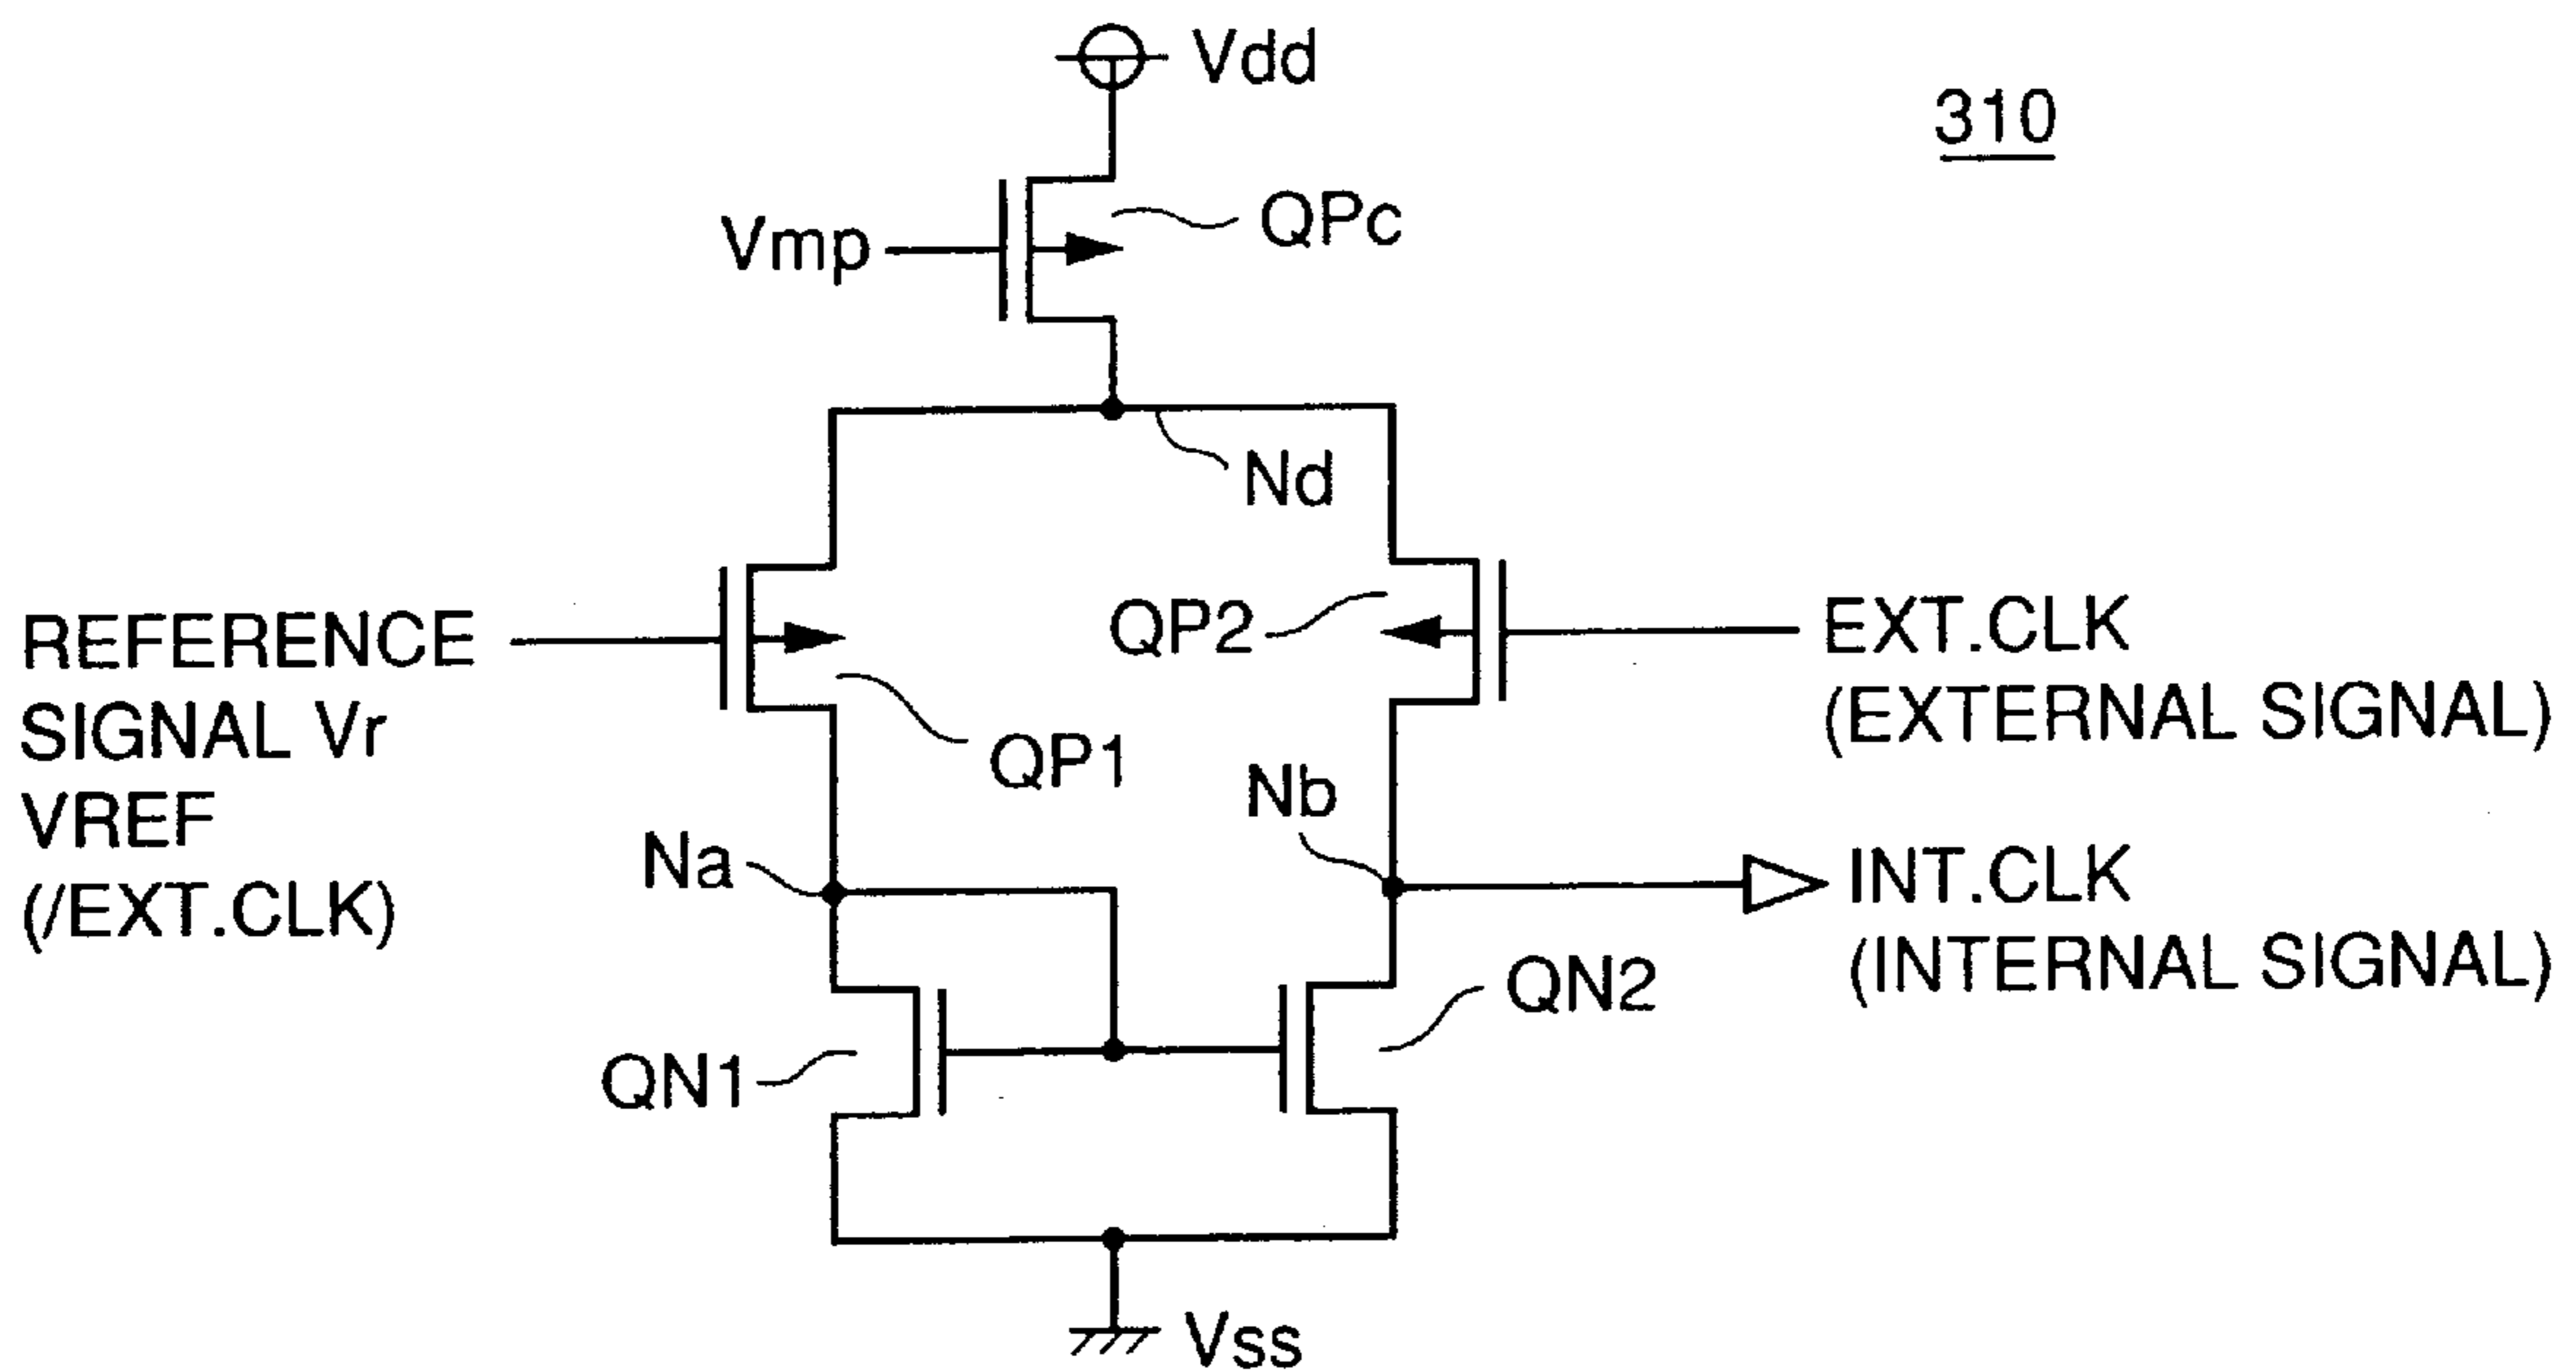 Vdd
310
Vmp
QPc
Nd
REFERENCE
SIGNAL Vr
VREF
(/EXT.CLK)
QP1
QP2
EXT.CLK
(EXTERNAL SIGNAL)
Na
Nb
INT.CLK
(INTERNAL SIGNAL)
QN1
QN2
Vss